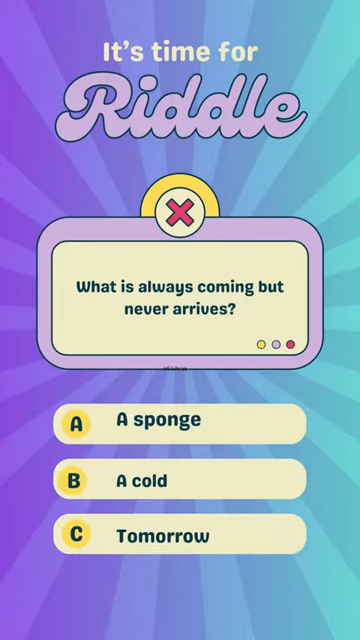 It's time for
Riddle
What is always coming but
never arrives?
A A sponge
B A cold
C Tomorrow